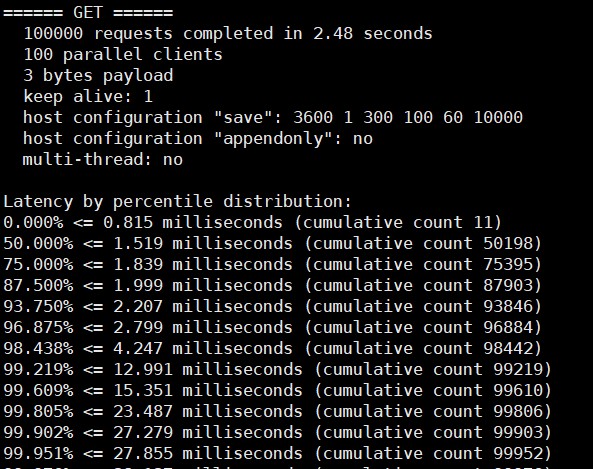 ====== GET ======
100000 requests completed in 2.48 seconds
100 parallel clients
3 bytes payload
keep alive: 1
host configuration "save": 3600 1 300 100 60 10000
host configuration "appendonly": no
multi-thread: no
Latency by percentile distribution:
0.000% <= 0.815 milliseconds (cumulative count 11)
50.000% <= 1.519 milliseconds (cumulative count 50198)
75.000% <= 1.839 milliseconds (cumulative count 75395)
87.500% <= 1.999 milliseconds (cumulative count 87903)
93.750% <= 2.207 milliseconds (cumulative count 93846)
96.875% <= 2.799 milliseconds (cumulative count 96884)
98.438% <= 4.247 milliseconds (cumulative count 98442)
99.219% <= 12.991 milliseconds (cumulative count 99219)
99.609% <= 15.351 milliseconds (cumulative count 99610)
99.805% <= 23.487 milliseconds (cumulative count 99806)
99.902% <= 27.279 milliseconds (cumulative count 99903)
99.951% <= 27.855 milliseconds (cumulative count 99952)